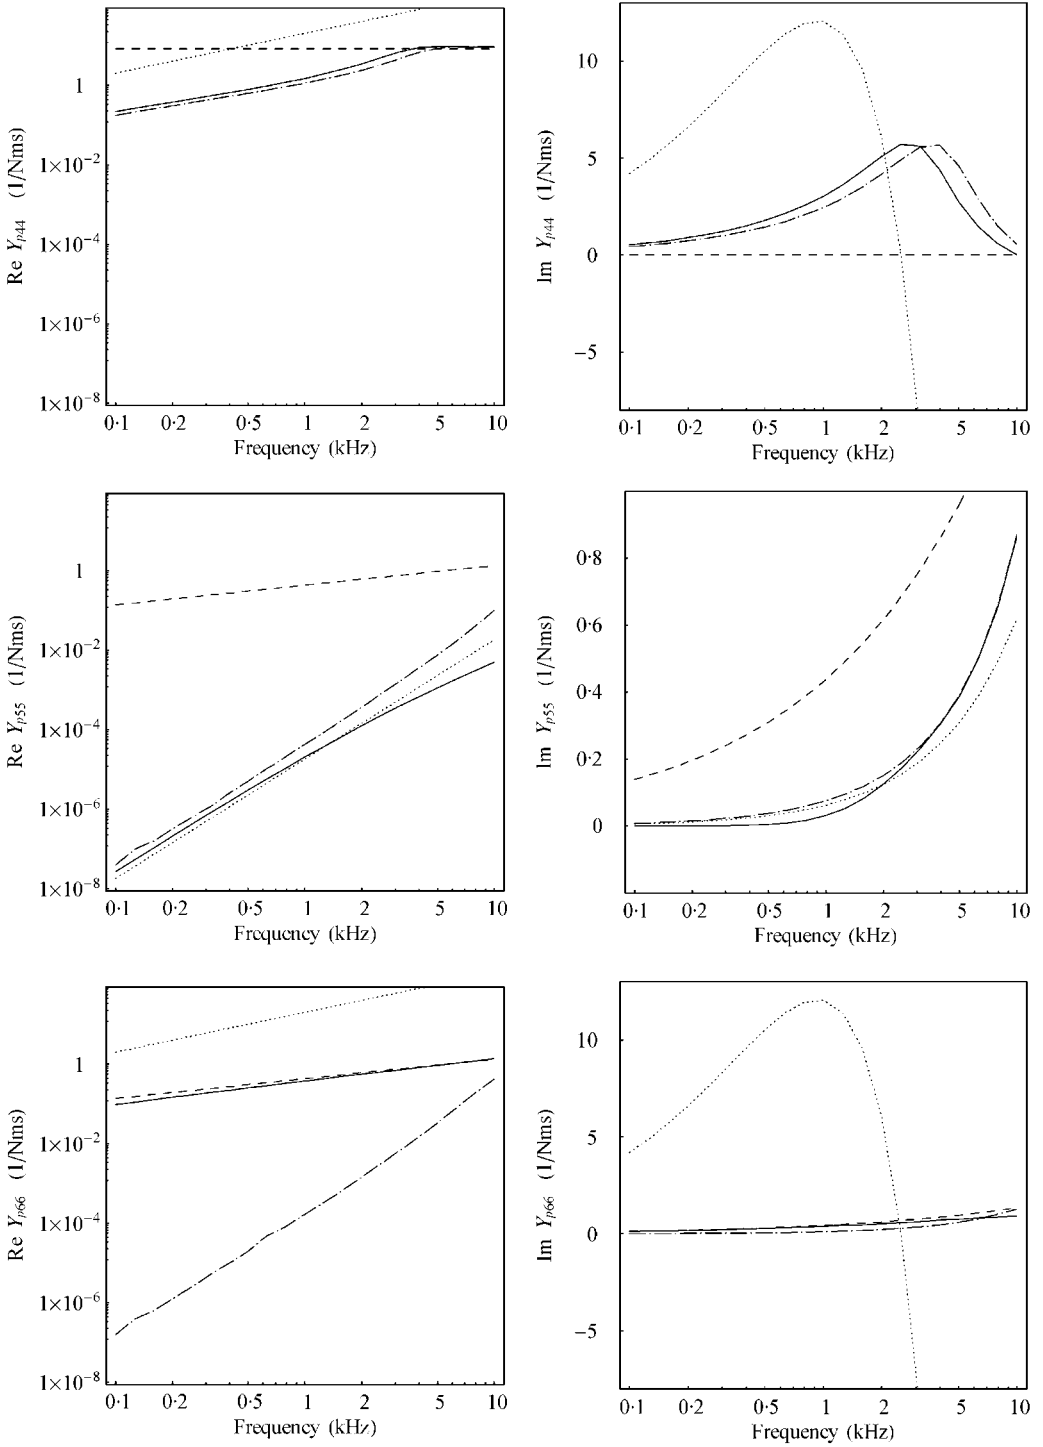 1
1×10⁻²
1×10⁻⁴
1×10⁻⁶
1×10⁻⁸
Re Yp44 (1/Nms)
0·1 0·2 0·5 1 2 5 10
Frequency (kHz)
10
5
0
−5
Im Yp44 (1/Nms)
0·1 0·2 0·5 1 2 5 10
Frequency (kHz)
1
1×10⁻²
1×10⁻⁴
1×10⁻⁶
1×10⁻⁸
Re Yp55 (1/Nms)
0·1 0·2 0·5 1 2 5 10
Frequency (kHz)
0·8
0·6
0·4
0·2
0
Im Yp55 (1/Nms)
0·1 0·2 0·5 1 2 5 10
Frequency (kHz)
1
1×10⁻²
1×10⁻⁴
1×10⁻⁶
1×10⁻⁸
Re Yp66 (1/Nms)
0·1 0·2 0·5 1 2 5 10
Frequency (kHz)
10
5
0
−5
Im Yp66 (1/Nms)
0·1 0·2 0·5 1 2 5 10
Frequency (kHz)